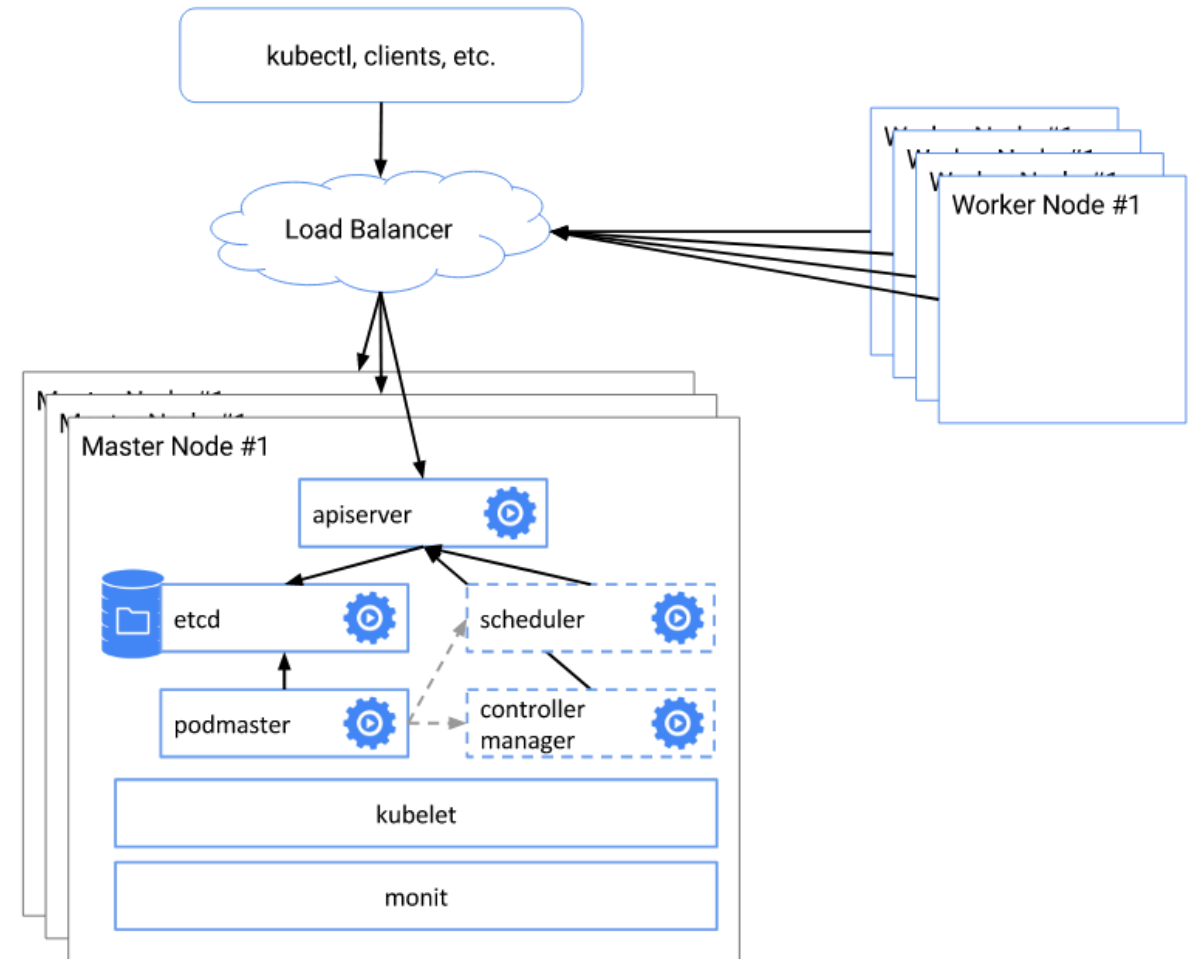 kubectl, clients, etc.
Load Balancer
Worker Node #1
Master Node #1
apiserver
etcd
scheduler
podmaster
controller
manager
kubelet
monit